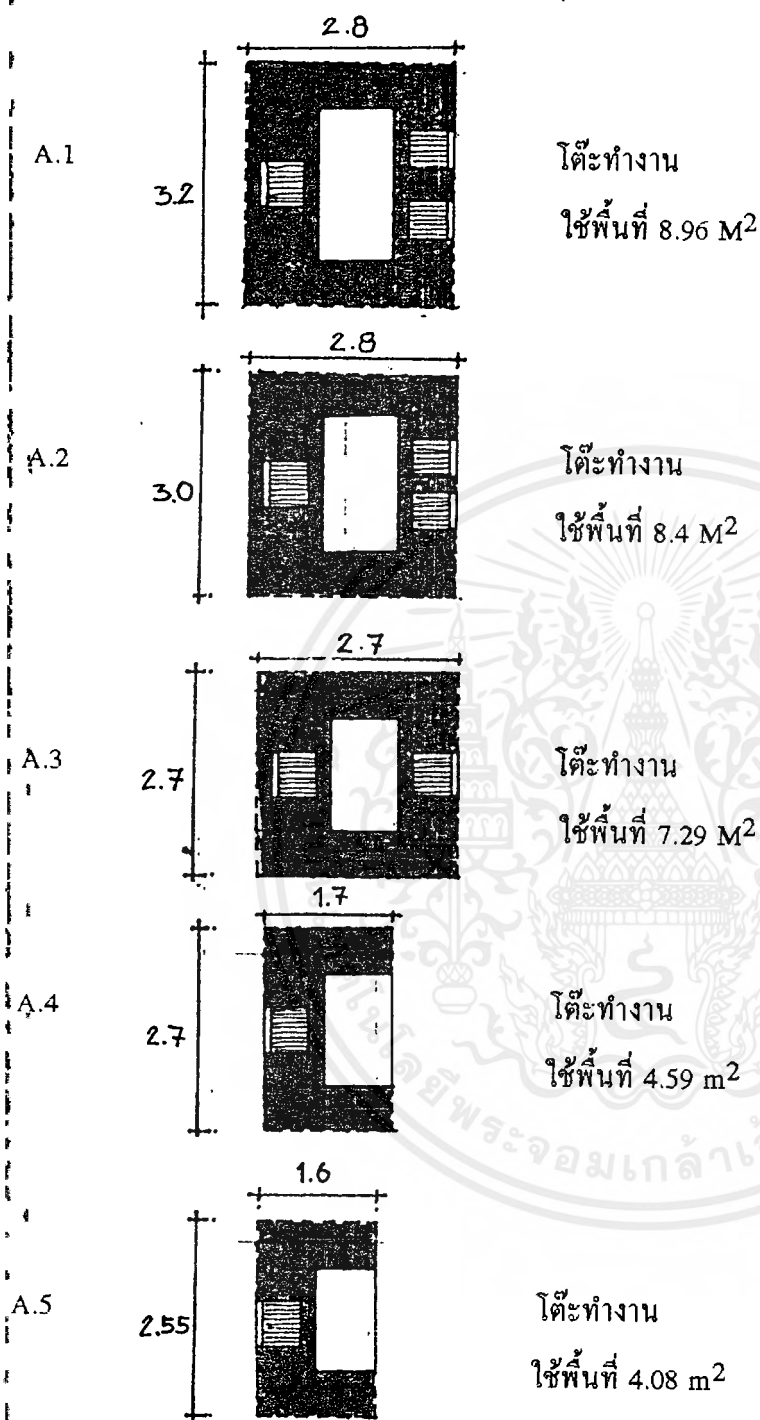 2.8
A.1
3.2
โต๊ะทำงาน
ใช้พื้นที่ 8.96 M²
2.8
A.2
3.0
โต๊ะทำงาน
ใช้พื้นที่ 8.4 M²
2.7
A.3
2.7
โต๊ะทำงาน
ใช้พื้นที่ 7.29 M²
1.7
A.4
2.7
โต๊ะทำงาน
ใช้พื้นที่ 4.59 m²
1.6
A.5
2.55
โต๊ะทำงาน
ใช้พื้นที่ 4.08 m²